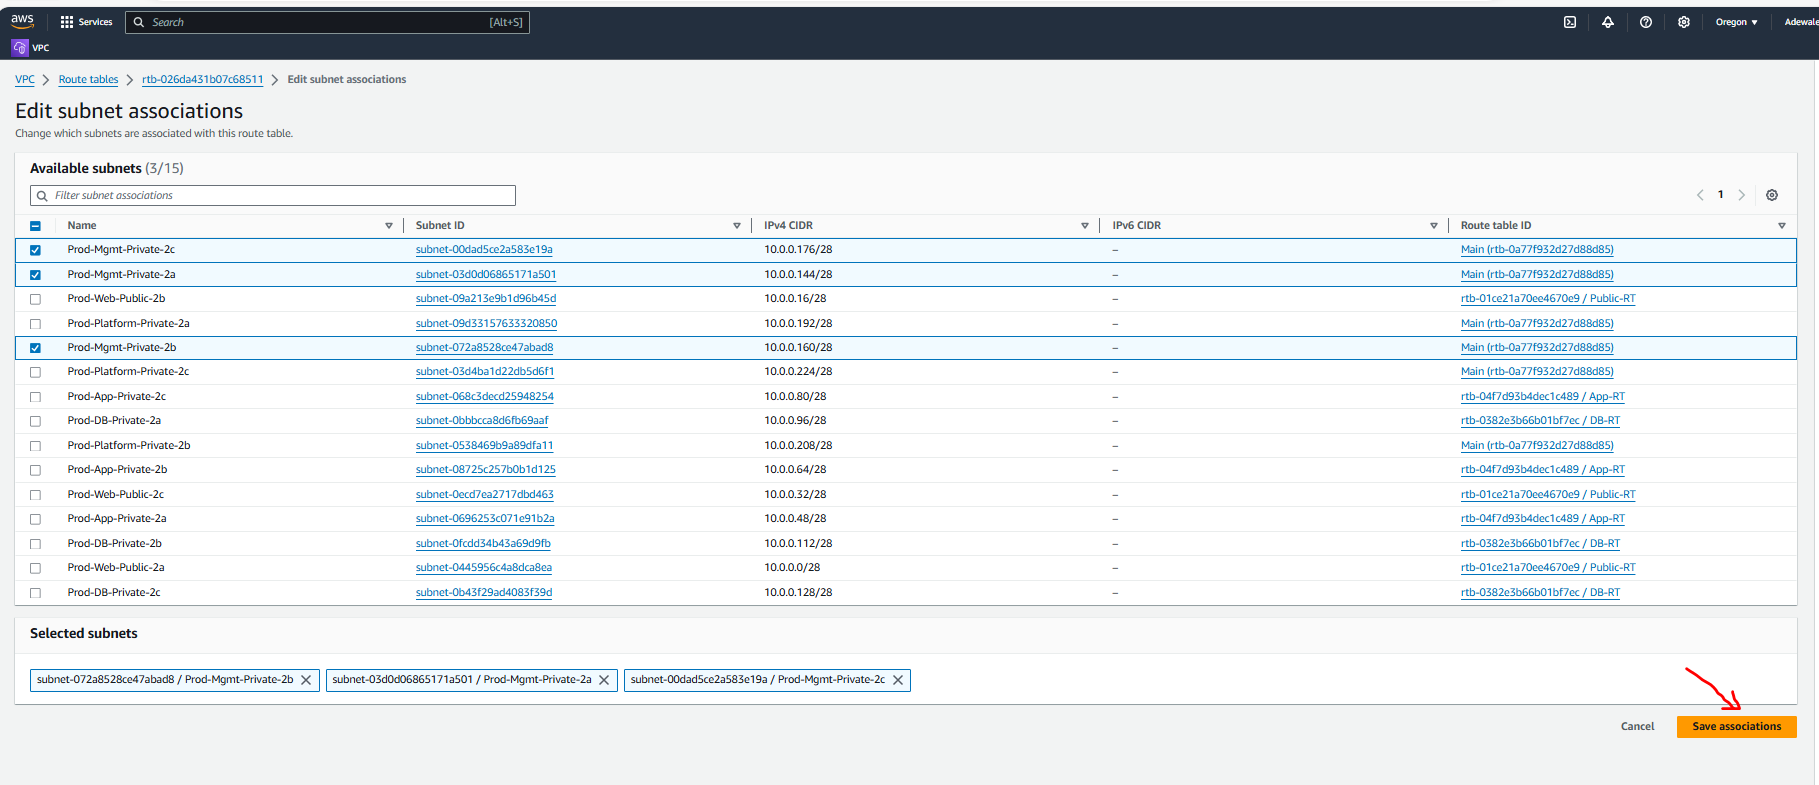 aws Services Search [Alt+S] Oregon Adewale
VPC
VPC Route tables rtb-026da431b07c68511 Edit subnet associations
Edit subnet associations
Change which subnets are associated with this route table.
Available subnets (3/15)
Filter subnet associations 1
Name Subnet ID IPv4 CIDR IPv6 CIDR Route table ID
Prod-Mgmt-Private-2c subnet-00dad5ce2a583e19a 10.0.0.176/28 – Main (rtb-0a77f932d27d88d85)
Prod-Mgmt-Private-2a subnet-03d0d06865171a501 10.0.0.144/28 – Main (rtb-0a77f932d27d88d85)
Prod-Web-Public-2b subnet-09a213e9b1d96b45d 10.0.0.16/28 – rtb-01ce21a70ee4670e9 / Public-RT
Prod-Platform-Private-2a subnet-09d33157633320850 10.0.0.192/28 – Main (rtb-0a77f932d27d88d85)
Prod-Mgmt-Private-2b subnet-072a8528ce47abad8 10.0.0.160/28 – Main (rtb-0a77f932d27d88d85)
Prod-Platform-Private-2c subnet-03d4ba1d22db5d6f1 10.0.0.224/28 – Main (rtb-0a77f932d27d88d85)
Prod-App-Private-2c subnet-068c3decd25948254 10.0.0.80/28 – rtb-04f7d93b4dec1c489 / App-RT
Prod-DB-Private-2a subnet-0bbbcca8d6fb69aaf 10.0.0.96/28 – rtb-0382e3b66b01bf7ec / DB-RT
Prod-Platform-Private-2b subnet-0538469b9a89dfa11 10.0.0.208/28 – Main (rtb-0a77f932d27d88d85)
Prod-App-Private-2b subnet-08725c257b0b1d125 10.0.0.64/28 – rtb-04f7d93b4dec1c489 / App-RT
Prod-Web-Public-2c subnet-0ecd7ea2717dbd463 10.0.0.32/28 – rtb-01ce21a70ee4670e9 / Public-RT
Prod-App-Private-2a subnet-0696253c071e91b2a 10.0.0.48/28 – rtb-04f7d93b4dec1c489 / App-RT
Prod-DB-Private-2b subnet-0fcdd34b43a69d9fb 10.0.0.112/28 – rtb-0382e3b66b01bf7ec / DB-RT
Prod-Web-Public-2a subnet-0445956c4a8dca8ea 10.0.0.0/28 – rtb-01ce21a70ee4670e9 / Public-RT
Prod-DB-Private-2c subnet-0b43f29ad4083f39d 10.0.0.128/28 – rtb-0382e3b66b01bf7ec / DB-RT
Selected subnets
subnet-072a8528ce47abad8 / Prod-Mgmt-Private-2b subnet-03d0d06865171a501 / Prod-Mgmt-Private-2a subnet-00dad5ce2a583e19a / Prod-Mgmt-Private-2c
Cancel Save associations